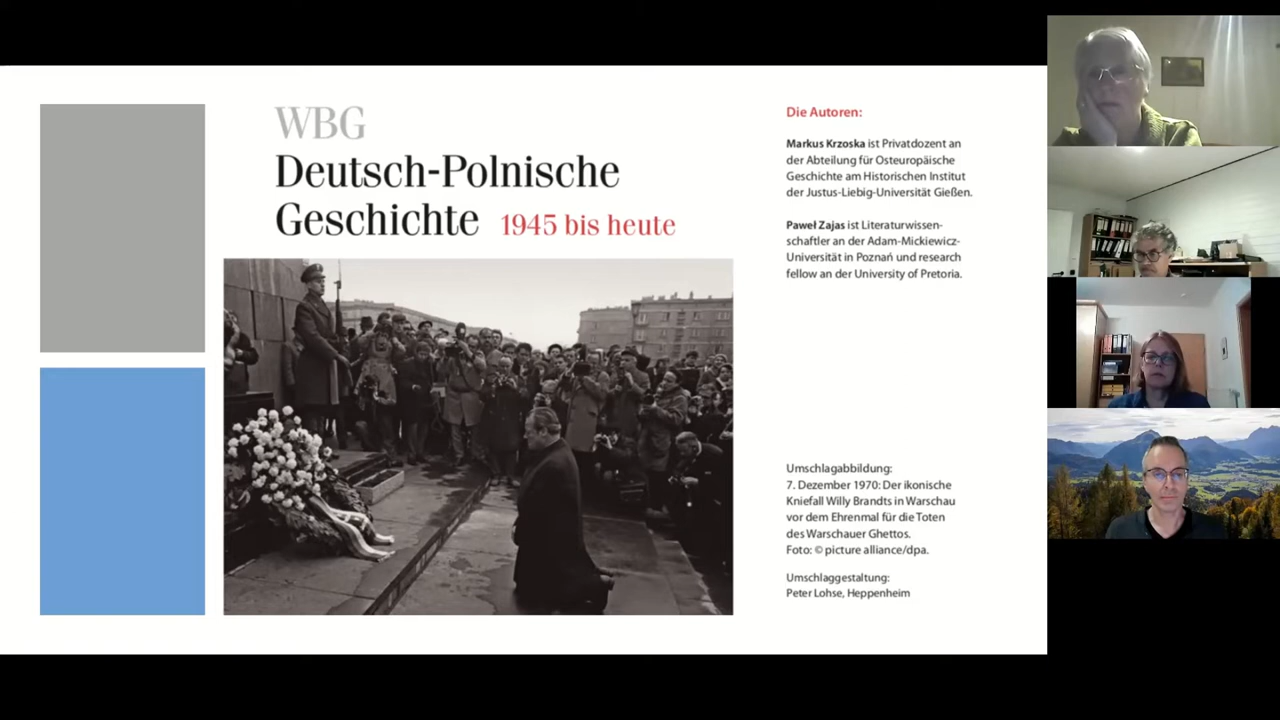 WBG
Deutsch-Polnische
Geschichte 1945 bis heute
Die Autoren:
Markus Krzoska ist Privatdozent an
der Abteilung für Osteuropäische
Geschichte am Historischen Institut
der Justus-Liebig-Universität Gießen.
Paweł Zajas ist Literaturwissen-
schaftler an der Adam-Mickiewicz-
Universität in Poznań und research
fellow an der University of Pretoria.
Umschlagabbildung:
7. Dezember 1970: Der ikonische
Kniefall Willy Brandts in Warschau
vor dem Ehrenmal für die Toten
des Warschauer Ghettos.
Foto: © picture alliance/dpa.
Umschlaggestaltung:
Peter Lohse, Heppenheim